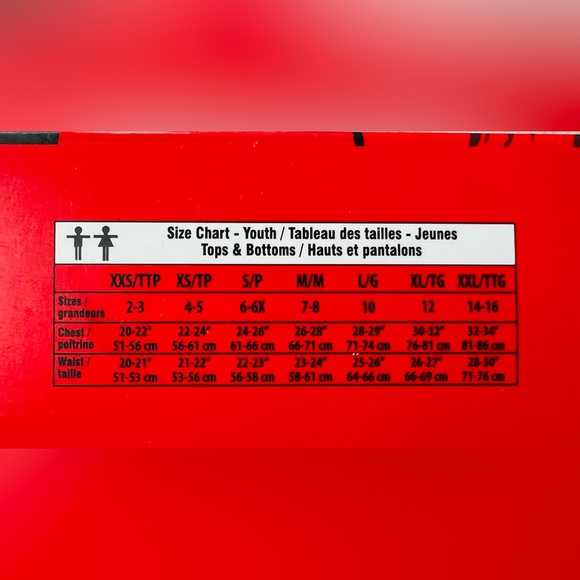 Size Chart - Youth / Tableau des tailles - Jeunes
Tops & Bottoms / Hauts et pantalons
XXS/TTP XS/TP S/P M/M L/G XL/TG XXL/TTG
Sizes / grandeurs 2-3 4-5 6-6X 7-8 10 12 14-16
Chest / poitrine 20-22" 22-24" 24-26" 26-28" 28-29" 30-32" 32-34"
51-56 cm 56-61 cm 61-66 cm 66-71 cm 71-74 cm 76-81 cm 81-86 cm
Waist / taille 20-21" 21-22" 22-23" 23-24" 25-26" 26-27" 28-30"
51-53 cm 53-56 cm 56-58 cm 58-61 cm 64-66 cm 66-69 cm 71-76 cm